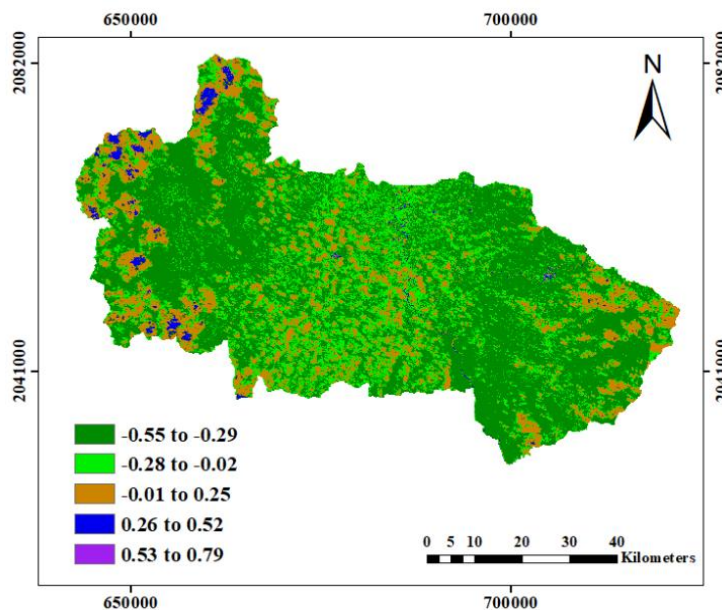 650000 700000
2082000 2082000
N
2041000 2041000
-0.55 to -0.29
-0.28 to -0.02
-0.01 to 0.25
0.26 to 0.52
0.53 to 0.79
0 5 10 20 30 40
Kilometers
650000 700000